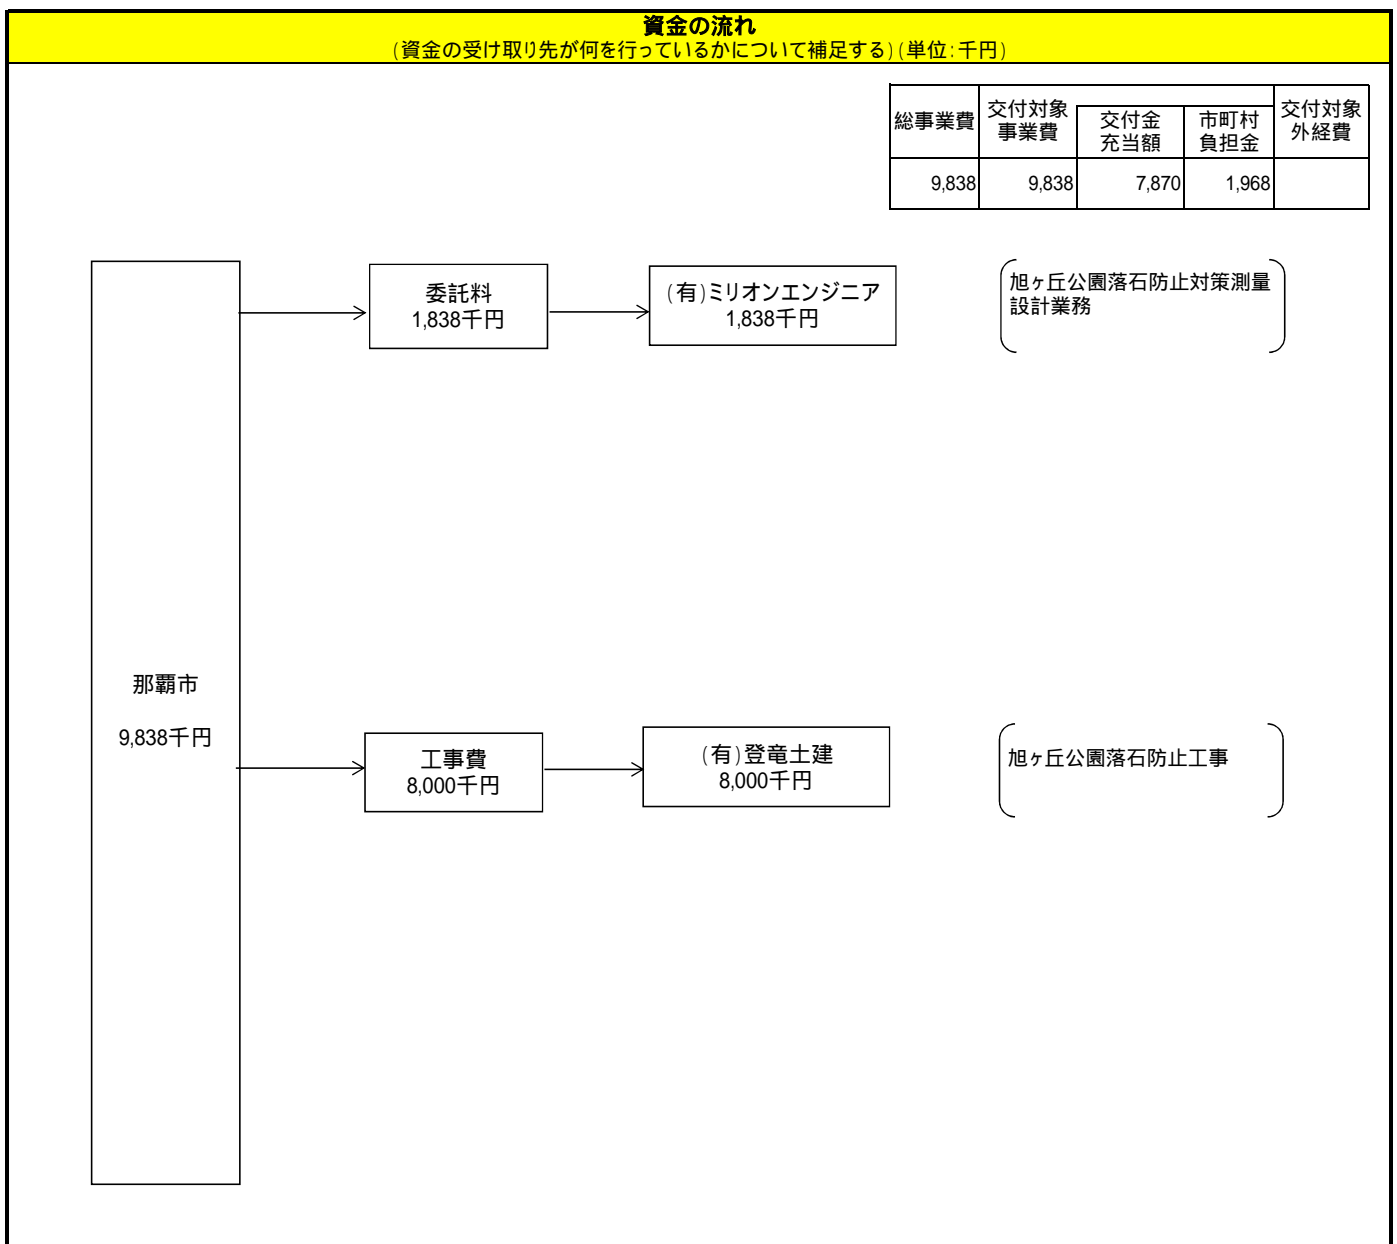 資金の流れ
(資金の受け取り先が何を行っているかについて補足する)(単位:千円)
総事業費
交付対象
事業費
交付金
充当額
市町村
負担金
交付対象
外経費
9,838
9,838
7,870
1,968
委託料
1,838千円
(有)ミリオンエンジニア
1,838千円
旭ヶ丘公園落石防止対策測量
設計業務
那覇市
9,838千円
工事費
8,000千円
(有)登竜土建
8,000千円
旭ヶ丘公園落石防止工事